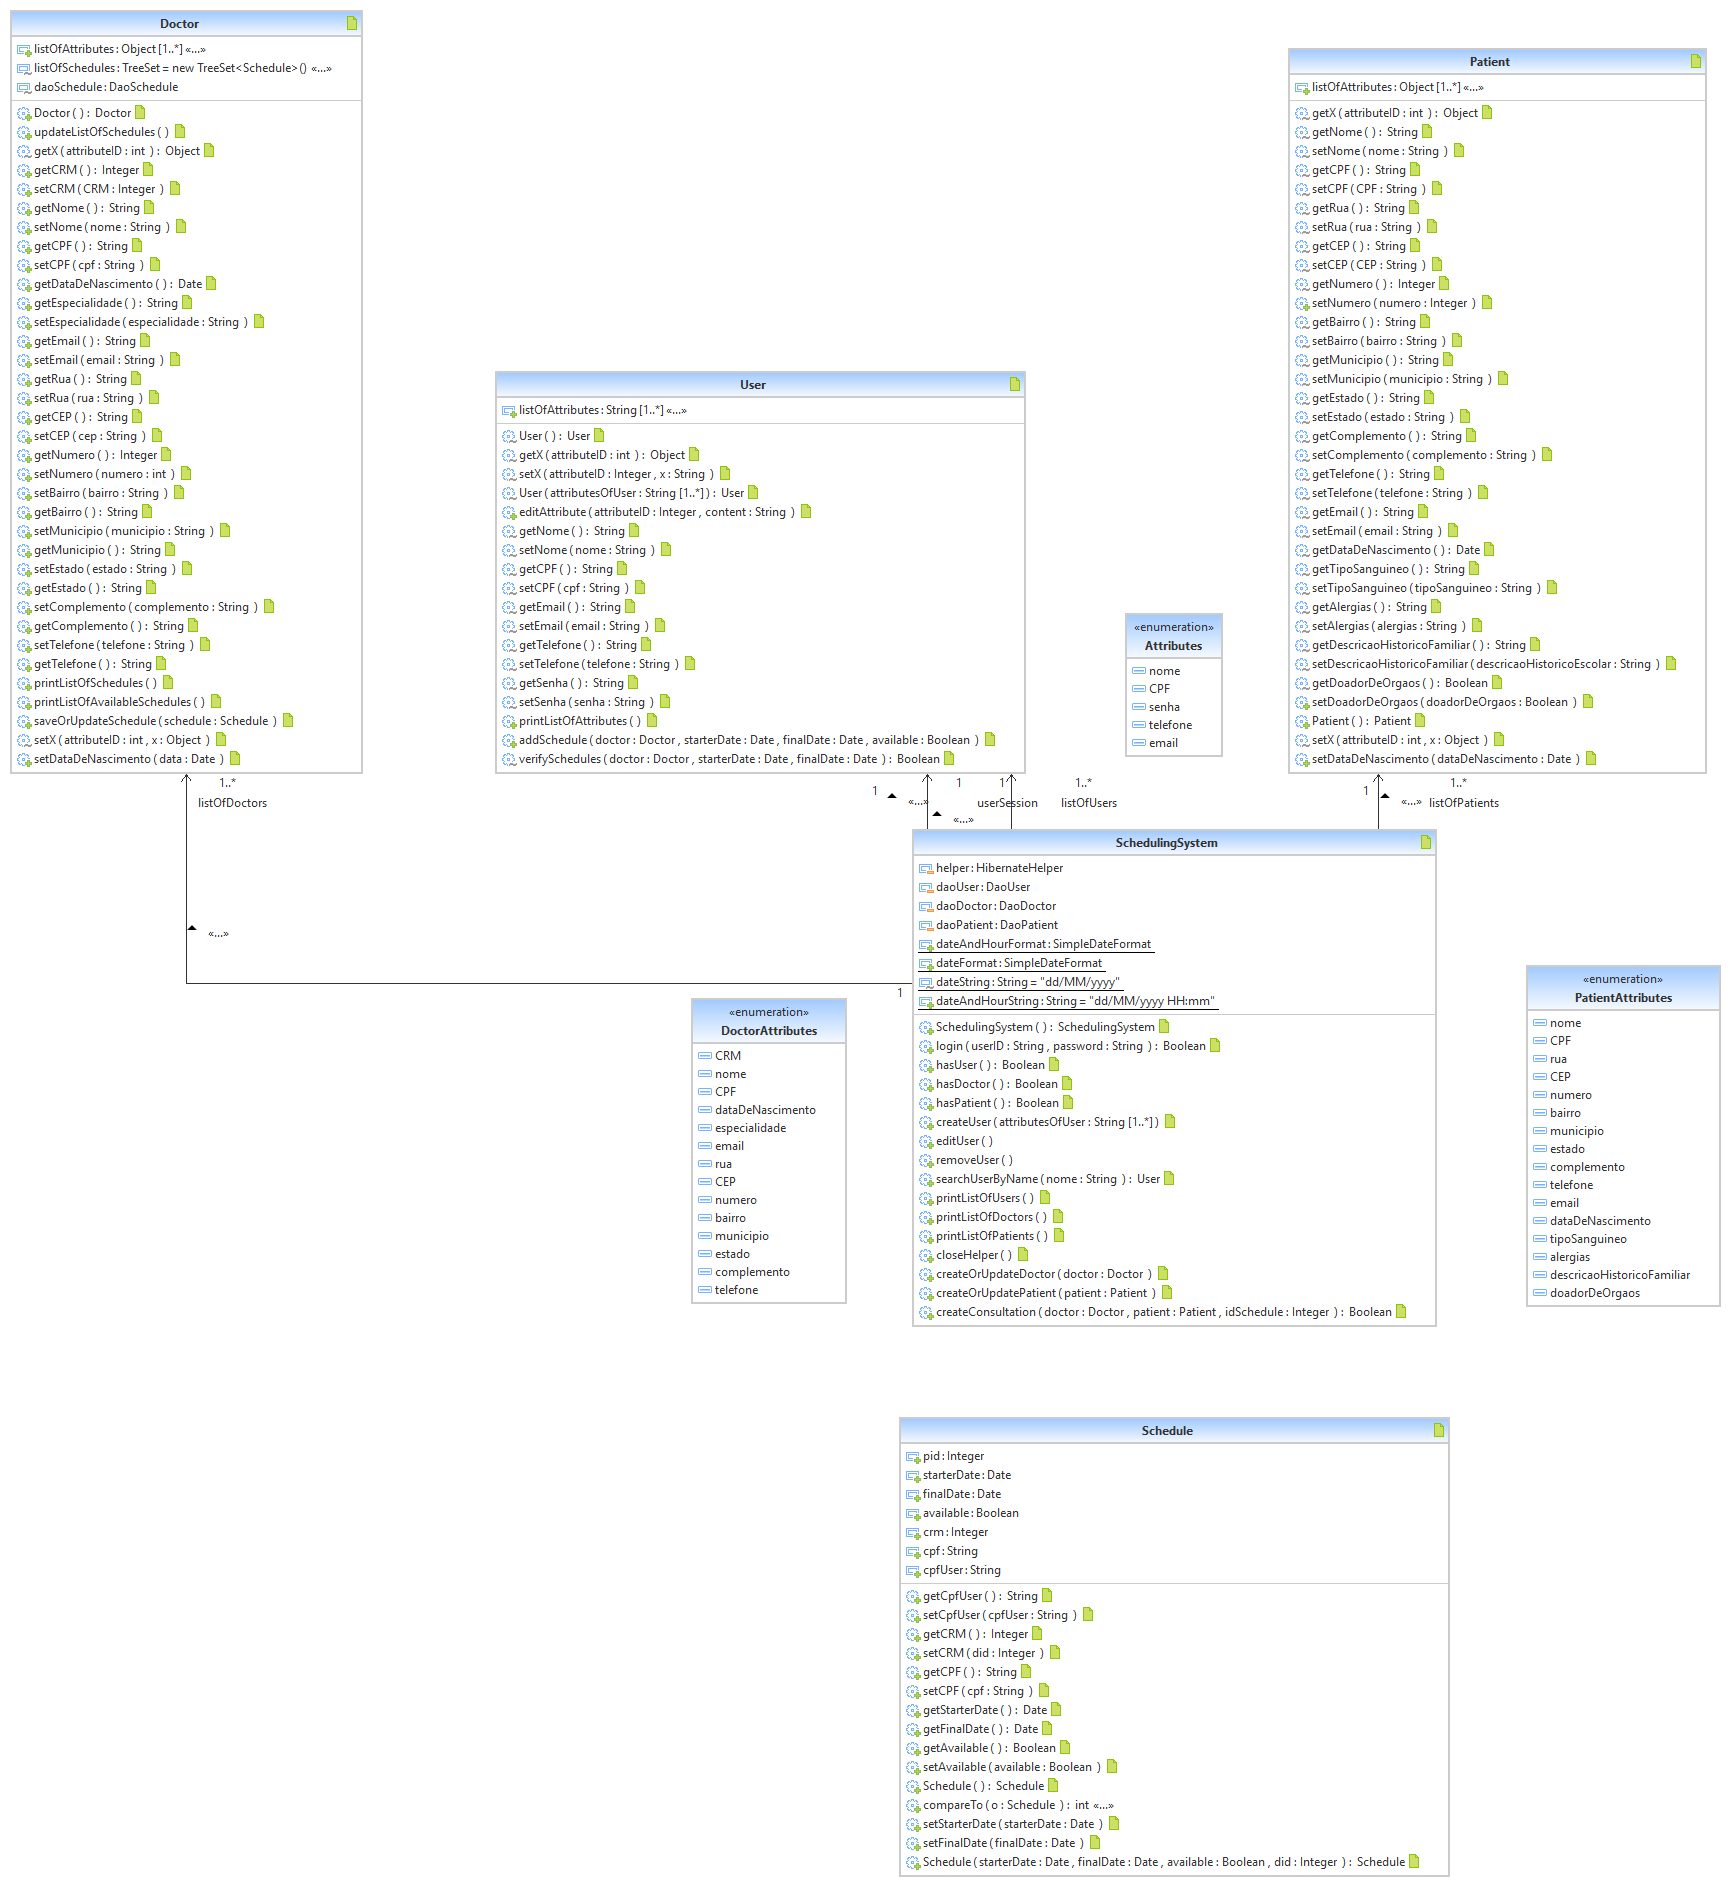 Doctor
listOfAttributes : Object [1..*] «...»
listOfSchedules : TreeSet = new TreeSet<Schedule>() «...»
daoSchedule : DaoSchedule
Doctor ( ) : Doctor
updateListOfSchedules ( )
getX ( attributeID : int ) : Object
getCRM ( ) : Integer
setCRM ( CRM : Integer )
getNome ( ) : String
setNome ( nome : String )
getCPF ( ) : String
setCPF ( cpf : String )
getDataDeNascimento ( ) : Date
getEspecialidade ( ) : String
setEspecialidade ( especialidade : String )
getEmail ( ) : String
setEmail ( email : String )
getRua ( ) : String
setRua ( rua : String )
getCEP ( ) : String
setCEP ( cep : String )
getNumero ( ) : Integer
setNumero ( numero : int )
setBairro ( bairro : String )
getBairro ( ) : String
setMunicipio ( municipio : String )
getMunicipio ( ) : String
setEstado ( estado : String )
getEstado ( ) : String
setComplemento ( complemento : String )
getComplemento ( ) : String
setTelefone ( telefone : String )
getTelefone ( ) : String
printListOfSchedules ( )
printListOfAvailableSchedules ( )
saveOrUpdateSchedule ( schedule : Schedule )
setX ( attributeID : int , x : Object )
setDataDeNascimento ( data : Date )
User
listOfAttributes : String [1..*] «...»
User ( ) : User
getX ( attributeID : int ) : Object
setX ( attributeID : Integer , x : String )
User ( attributesOfUser : String [1..*] ) : User
editAttribute ( attributeID : Integer , content : String )
getNome ( ) : String
setNome ( nome : String )
getCPF ( ) : String
setCPF ( cpf : String )
getEmail ( ) : String
setEmail ( email : String )
getTelefone ( ) : String
setTelefone ( telefone : String )
getSenha ( ) : String
setSenha ( senha : String )
printListOfAttributes ( )
addSchedule ( doctor : Doctor , starterDate : Date , finalDate : Date , available : Boolean )
verifySchedules ( doctor : Doctor , starterDate : Date , finalDate : Date ) : Boolean
«enumeration»
Attributes
nome
CPF
senha
telefone
email
Patient
listOfAttributes : Object [1..*] «...»
getX ( attributeID : int ) : Object
getNome ( ) : String
setNome ( nome : String )
getCPF ( ) : String
setCPF ( CPF : String )
getRua ( ) : String
setRua ( rua : String )
getCEP ( ) : String
setCEP ( CEP : String )
getNumero ( ) : Integer
setNumero ( numero : Integer )
getBairro ( ) : String
setBairro ( bairro : String )
getMunicipio ( ) : String
setMunicipio ( municipio : String )
getEstado ( ) : String
setEstado ( estado : String )
getComplemento ( ) : String
setComplemento ( complemento : String )
getTelefone ( ) : String
setTelefone ( telefone : String )
getEmail ( ) : String
setEmail ( email : String )
getDataDeNascimento ( ) : Date
getTipoSanguineo ( ) : String
setTipoSanguineo ( tipoSanguineo : String )
getAlergias ( ) : String
setAlergias ( alergias : String )
getDescricaoHistoricoFamiliar ( ) : String
setDescricaoHistoricoFamiliar ( descricaoHistoricoEscolar : String )
getDoadorDeOrgaos ( ) : Boolean
setDoadorDeOrgaos ( doadorDeOrgaos : Boolean )
Patient ( ) : Patient
setX ( attributeID : int , x : Object )
setDataDeNascimento ( dataDeNascimento : Date )
1..*
listOfDoctors
«...»
1
1
«...»
1
userSession
«...»
1
1..*
listOfUsers
1
«...»
1..*
listOfPatients
SchedulingSystem
helper : HibernateHelper
daoUser : DaoUser
daoDoctor : DaoDoctor
daoPatient : DaoPatient
dateAndHourFormat : SimpleDateFormat
dateFormat : SimpleDateFormat
dateString : String = "dd/MM/yyyy"
dateAndHourString : String = "dd/MM/yyyy HH:mm"
SchedulingSystem ( ) : SchedulingSystem
login ( userID : String , password : String ) : Boolean
hasUser ( ) : Boolean
hasDoctor ( ) : Boolean
hasPatient ( ) : Boolean
createUser ( attributesOfUser : String [1..*] )
editUser ( )
removeUser ( )
searchUserByName ( nome : String ) : User
printListOfUsers ( )
printListOfDoctors ( )
printListOfPatients ( )
closeHelper ( )
createOrUpdateDoctor ( doctor : Doctor )
createOrUpdatePatient ( patient : Patient )
createConsultation ( doctor : Doctor , patient : Patient , idSchedule : Integer ) : Boolean
«enumeration»
DoctorAttributes
CRM
nome
CPF
dataDeNascimento
especialidade
email
rua
CEP
numero
bairro
municipio
estado
complemento
telefone
«enumeration»
PatientAttributes
nome
CPF
rua
CEP
numero
bairro
municipio
estado
complemento
telefone
email
dataDeNascimento
tipoSanguineo
alergias
descricaoHistoricoFamiliar
doadorDeOrgaos
Schedule
pid : Integer
starterDate : Date
finalDate : Date
available : Boolean
crm : Integer
cpf : String
cpfUser : String
getCpfUser ( ) : String
setCpfUser ( cpfUser : String )
getCRM ( ) : Integer
setCRM ( did : Integer )
getCPF ( ) : String
setCPF ( cpf : String )
getStarterDate ( ) : Date
getFinalDate ( ) : Date
getAvailable ( ) : Boolean
setAvailable ( available : Boolean )
Schedule ( ) : Schedule
compareTo ( o : Schedule ) : int «...»
setStarterDate ( starterDate : Date )
setFinalDate ( finalDate : Date )
Schedule ( starterDate : Date , finalDate : Date , available : Boolean , did : Integer ) : Schedule